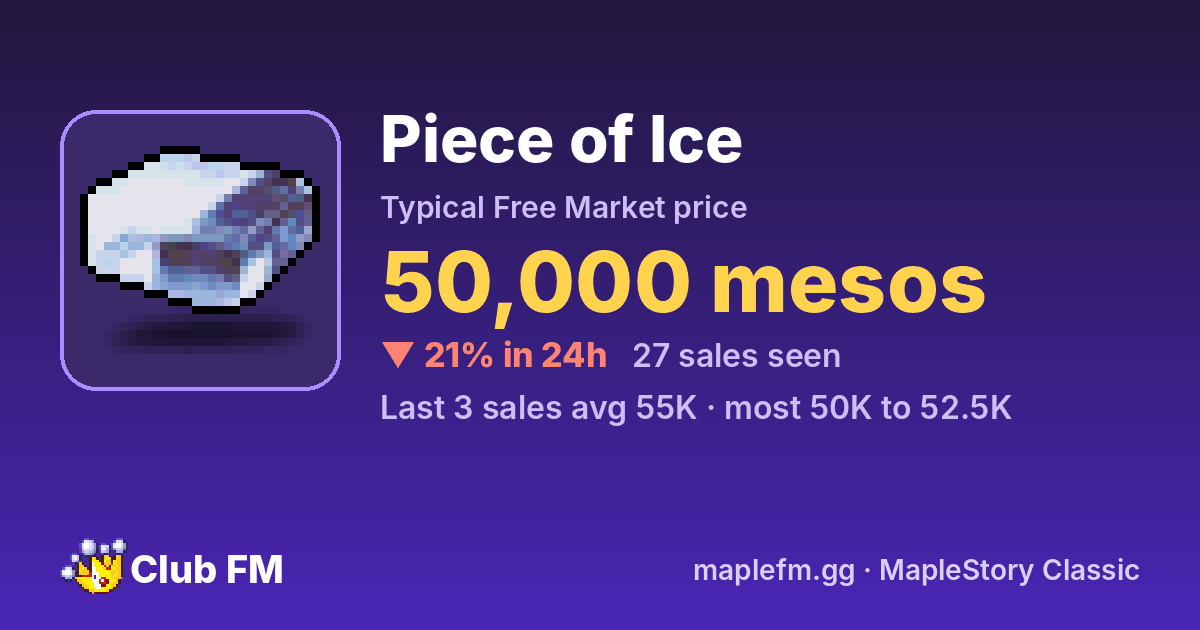 Piece of Ice
Typical Free Market price
50,000 mesos
▼ 21% in 24h 27 sales seen
Last 3 sales avg 55K · most 50K to 52.5K
Club FM
maplefm.gg · MapleStory Classic